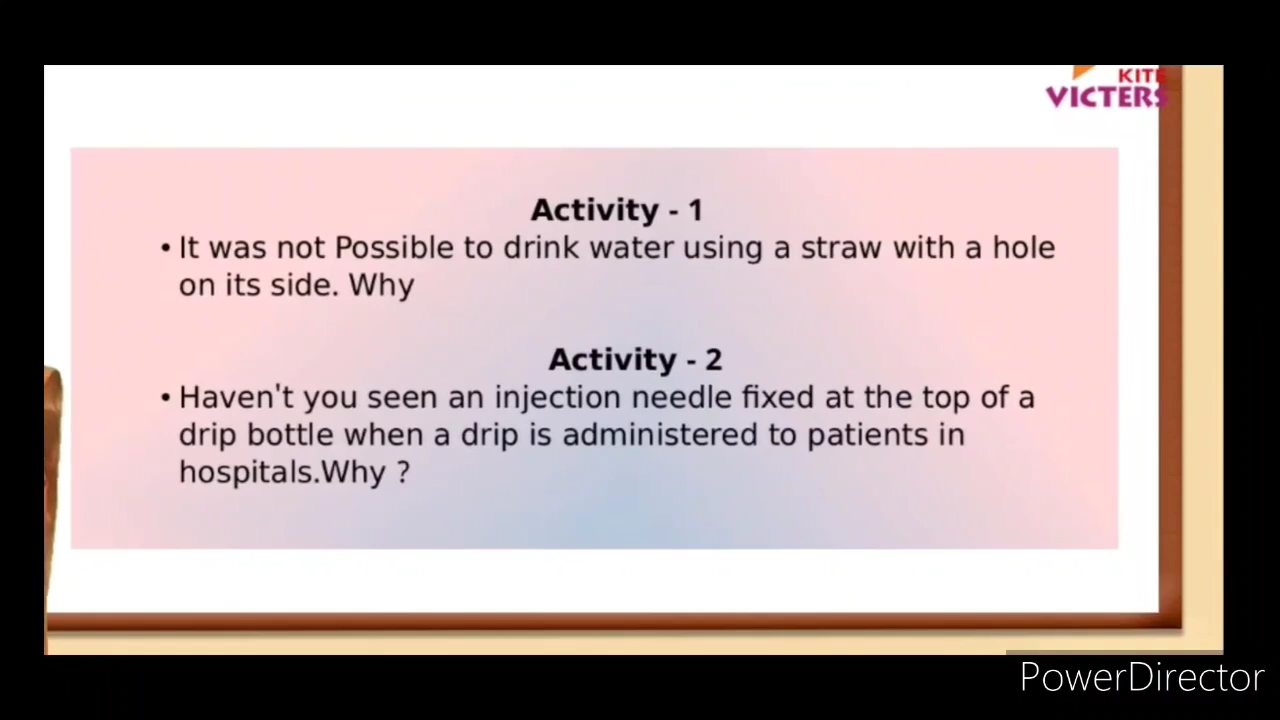 KITE
VICTERS
Activity - 1
• It was not Possible to drink water using a straw with a hole
on its side. Why
Activity - 2
• Haven't you seen an injection needle fixed at the top of a
drip bottle when a drip is administered to patients in
hospitals.Why ?
PowerDirector